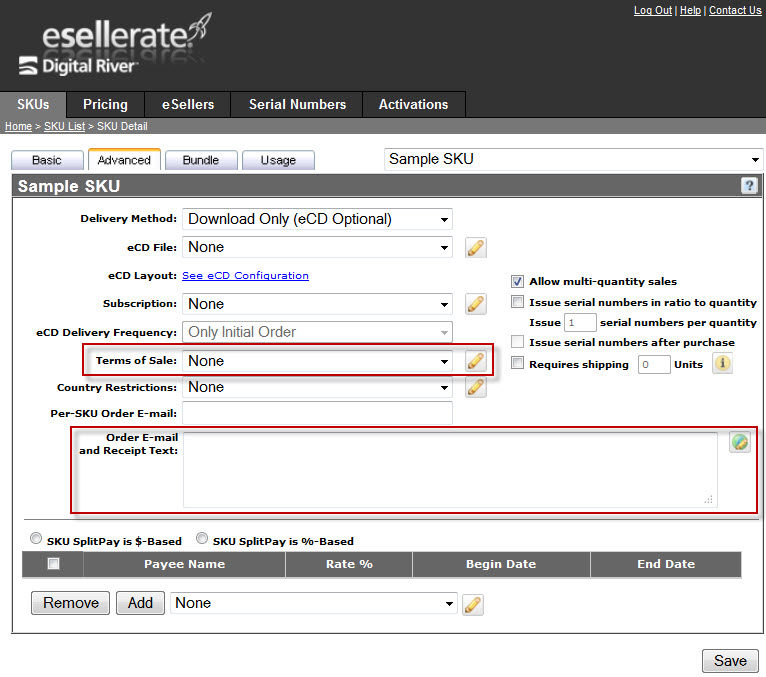 Log Out | Help | Contact Us
esellerate.
Digital River
SKUs Pricing eSellers Serial Numbers Activations
Home > SKU List > SKU Detail
Basic Advanced Bundle Usage Sample SKU
Sample SKU ?
Delivery Method: Download Only (eCD Optional)
eCD File: None
eCD Layout: See eCD Configuration
Allow multi-quantity sales
Subscription: None
Issue serial numbers in ratio to quantity
Issue 1 serial numbers per quantity
eCD Delivery Frequency: Only Initial Order
Issue serial numbers after purchase
Terms of Sale: None
Requires shipping 0 Units
Country Restrictions: None
Per-SKU Order E-mail:
Order E-mail
and Receipt Text:
SKU SplitPay is $-Based SKU SplitPay is %-Based
Payee Name Rate % Begin Date End Date
Remove Add None
Save